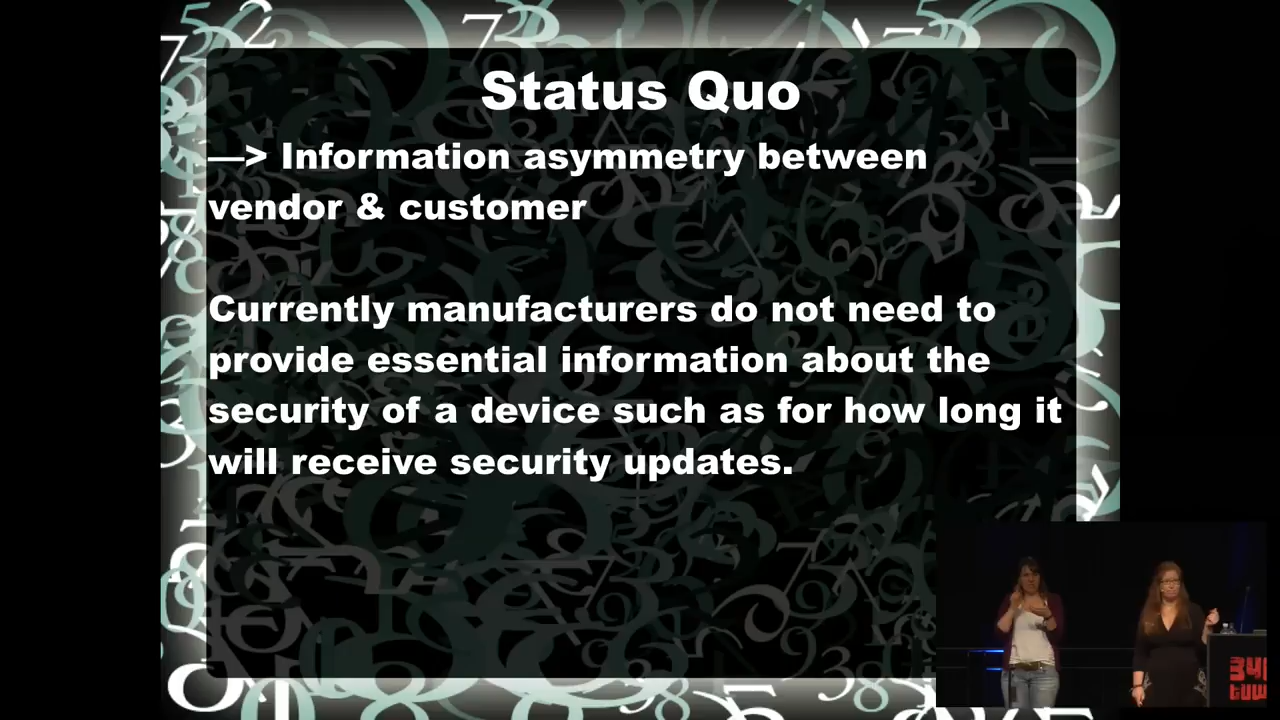 Status Quo
—> Information asymmetry between
vendor & customer
Currently manufacturers do not need to
provide essential information about the
security of a device such as for how long it
will receive security updates.